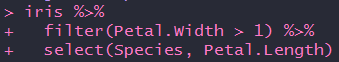 > iris %>%
+   filter(Petal.Width > 1) %>%
+   select(Species, Petal.Length)